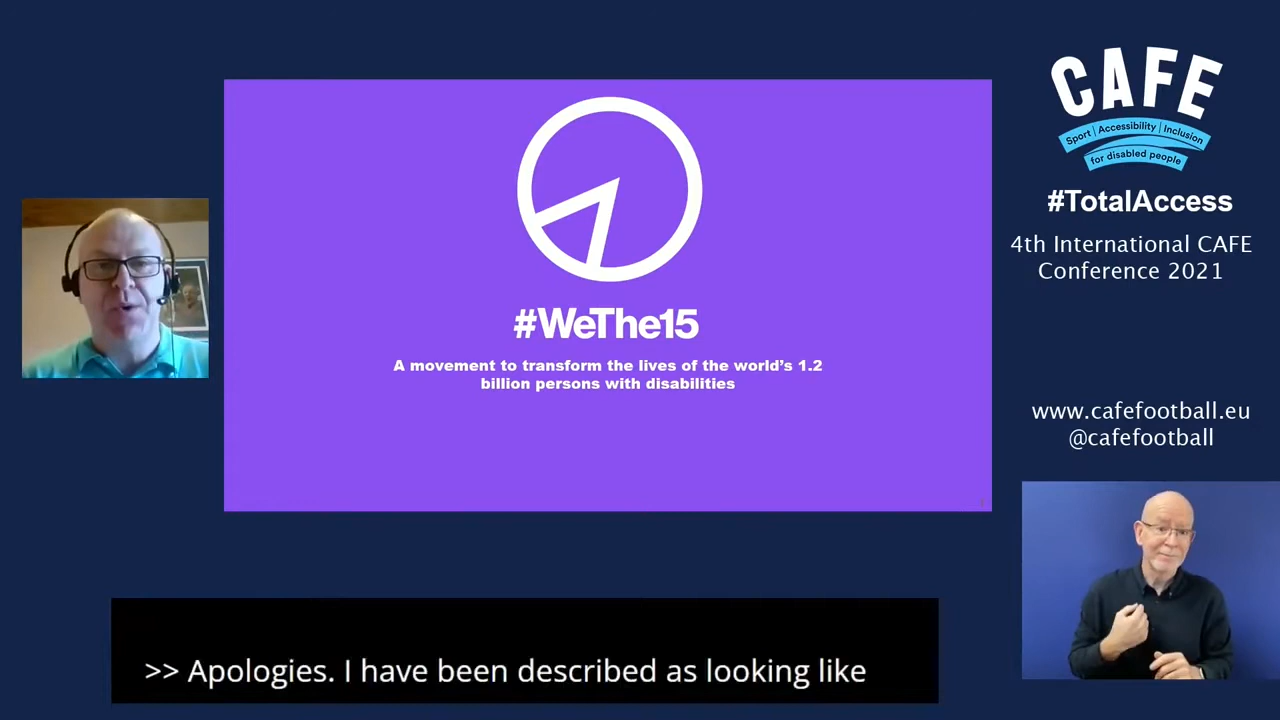 #WeThe15
A movement to transform the lives of the world's 1.2
billion persons with disabilities
CAFE
Sport | Accessibility | Inclusion
for disabled people
#TotalAccess
4th International CAFE
Conference 2021
www.cafefootball.eu
@cafefootball
>> Apologies. I have been described as looking like